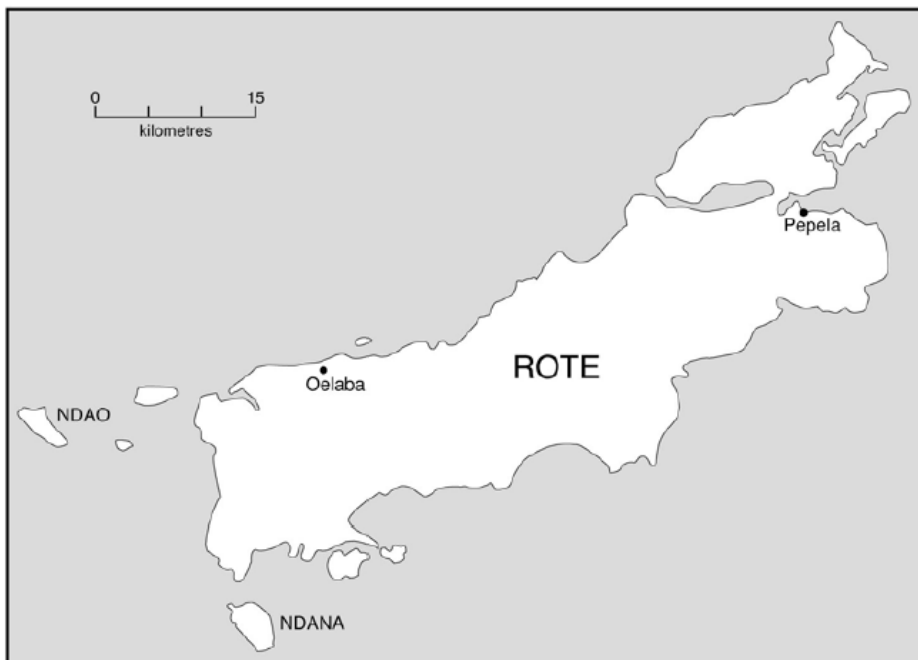 0 15
kilometres
Pepela
ROTE
Oelaba
NDAO
NDANA